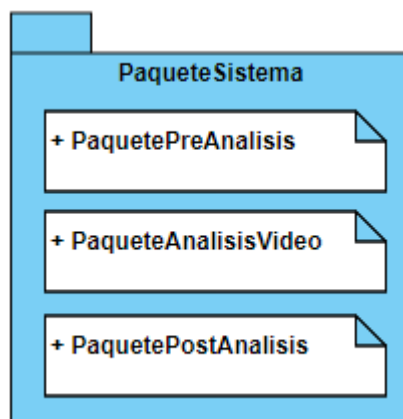 PaqueteSistema
+ PaquetePreAnalisis
+ PaqueteAnalisisVideo
+ PaquetePostAnalisis